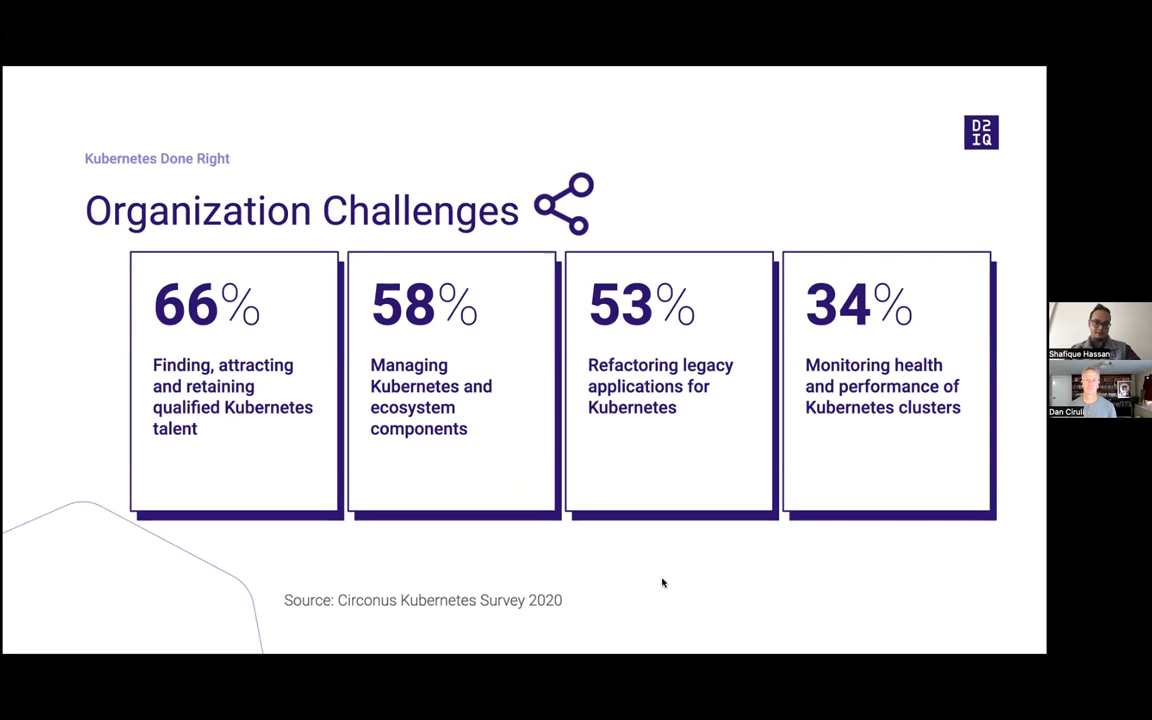 D2
IQ
Kubernetes Done Right
Organization Challenges
66%
Finding, attracting
and retaining
qualified Kubernetes
talent
58%
Managing
Kubernetes and
ecosystem
components
53%
Refactoring legacy
applications for
Kubernetes
34%
Monitoring health
and performance of
Kubernetes clusters
Source: Circonus Kubernetes Survey 2020
Shafique Hassan
Dan Ciruli